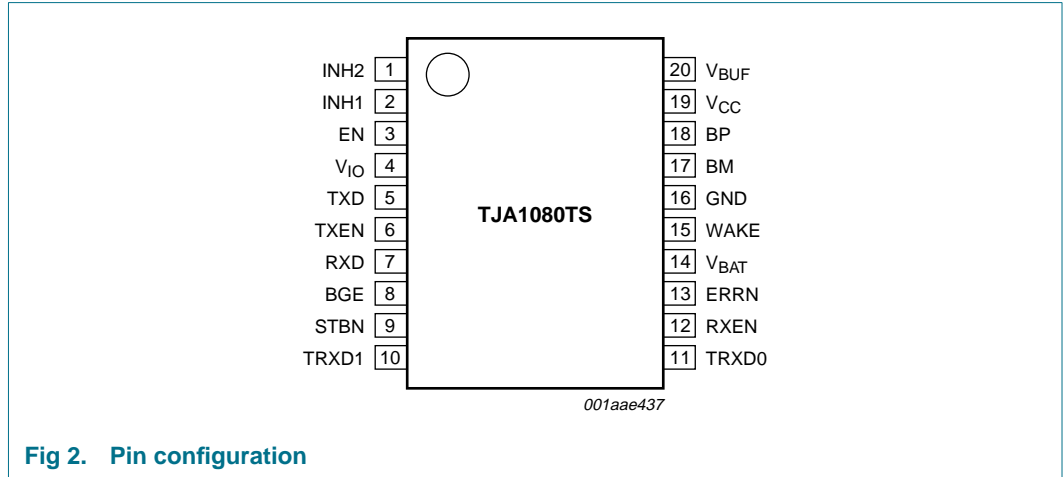 INH2 1
INH1 2
EN 3
VIO 4
TXD 5
TXEN 6
RXD 7
BGE 8
STBN 9
TRXD1 10
TJA1080TS
20 VBUF
19 VCC
18 BP
17 BM
16 GND
15 WAKE
14 VBAT
13 ERRN
12 RXEN
11 TRXD0
001aae437
Fig 2. Pin configuration